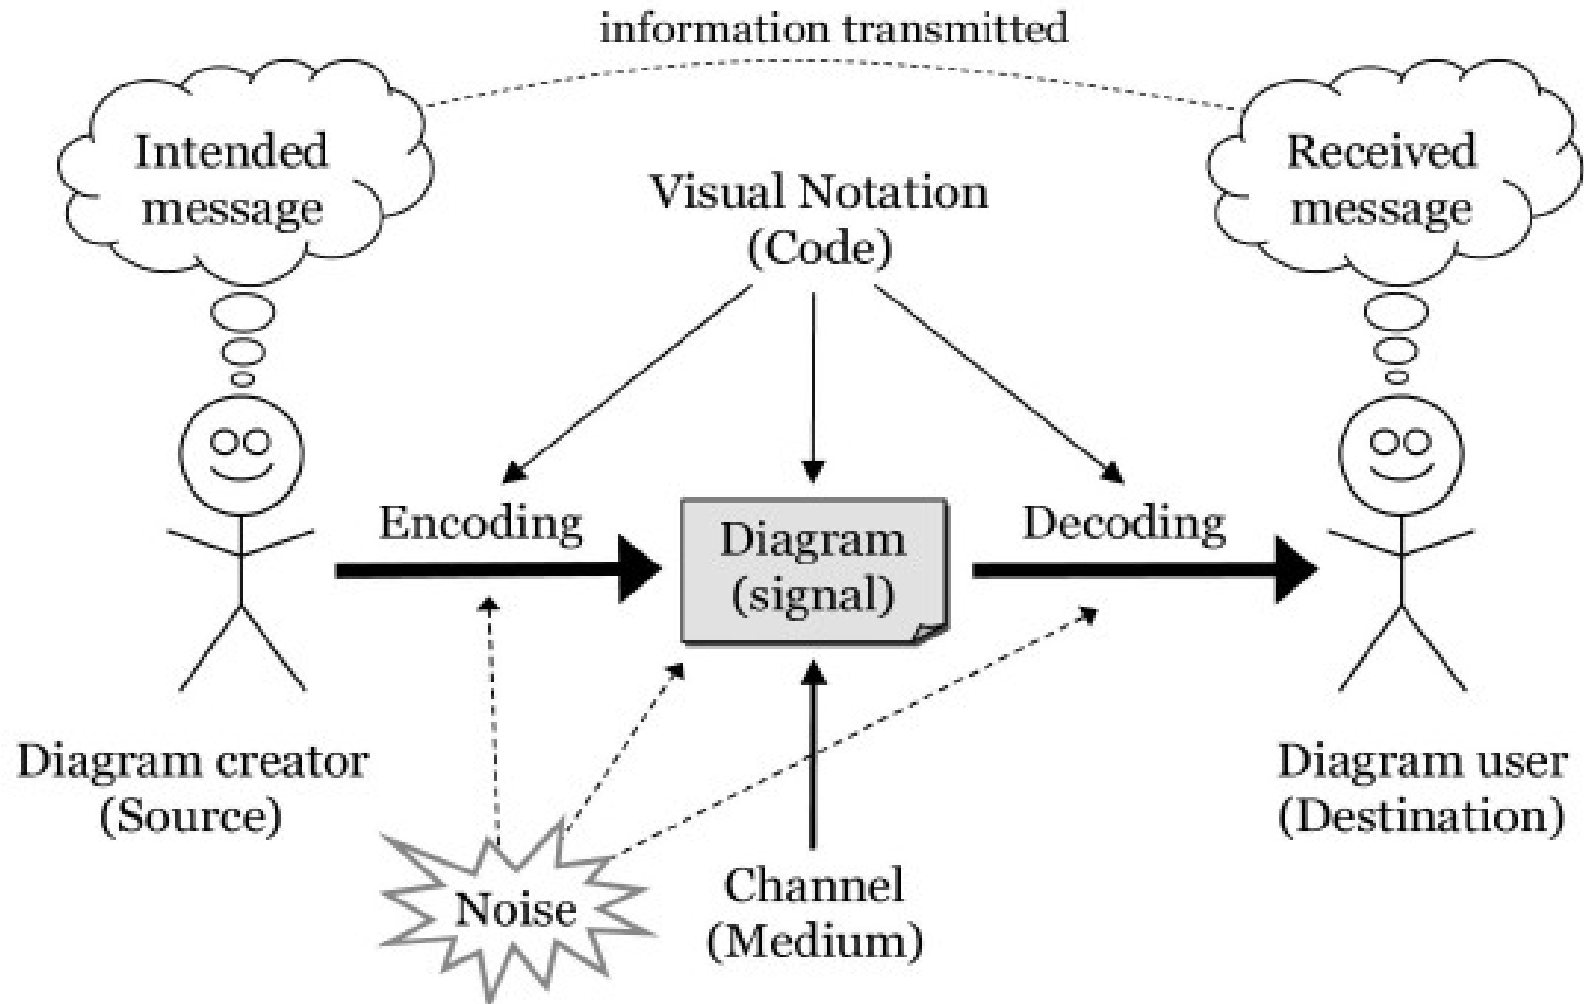 information transmitted
Intended
message
Received
message
Visual Notation
(Code)
Encoding
Diagram
(signal)
Decoding
Diagram creator
(Source)
Diagram user
(Destination)
Noise
Channel
(Medium)